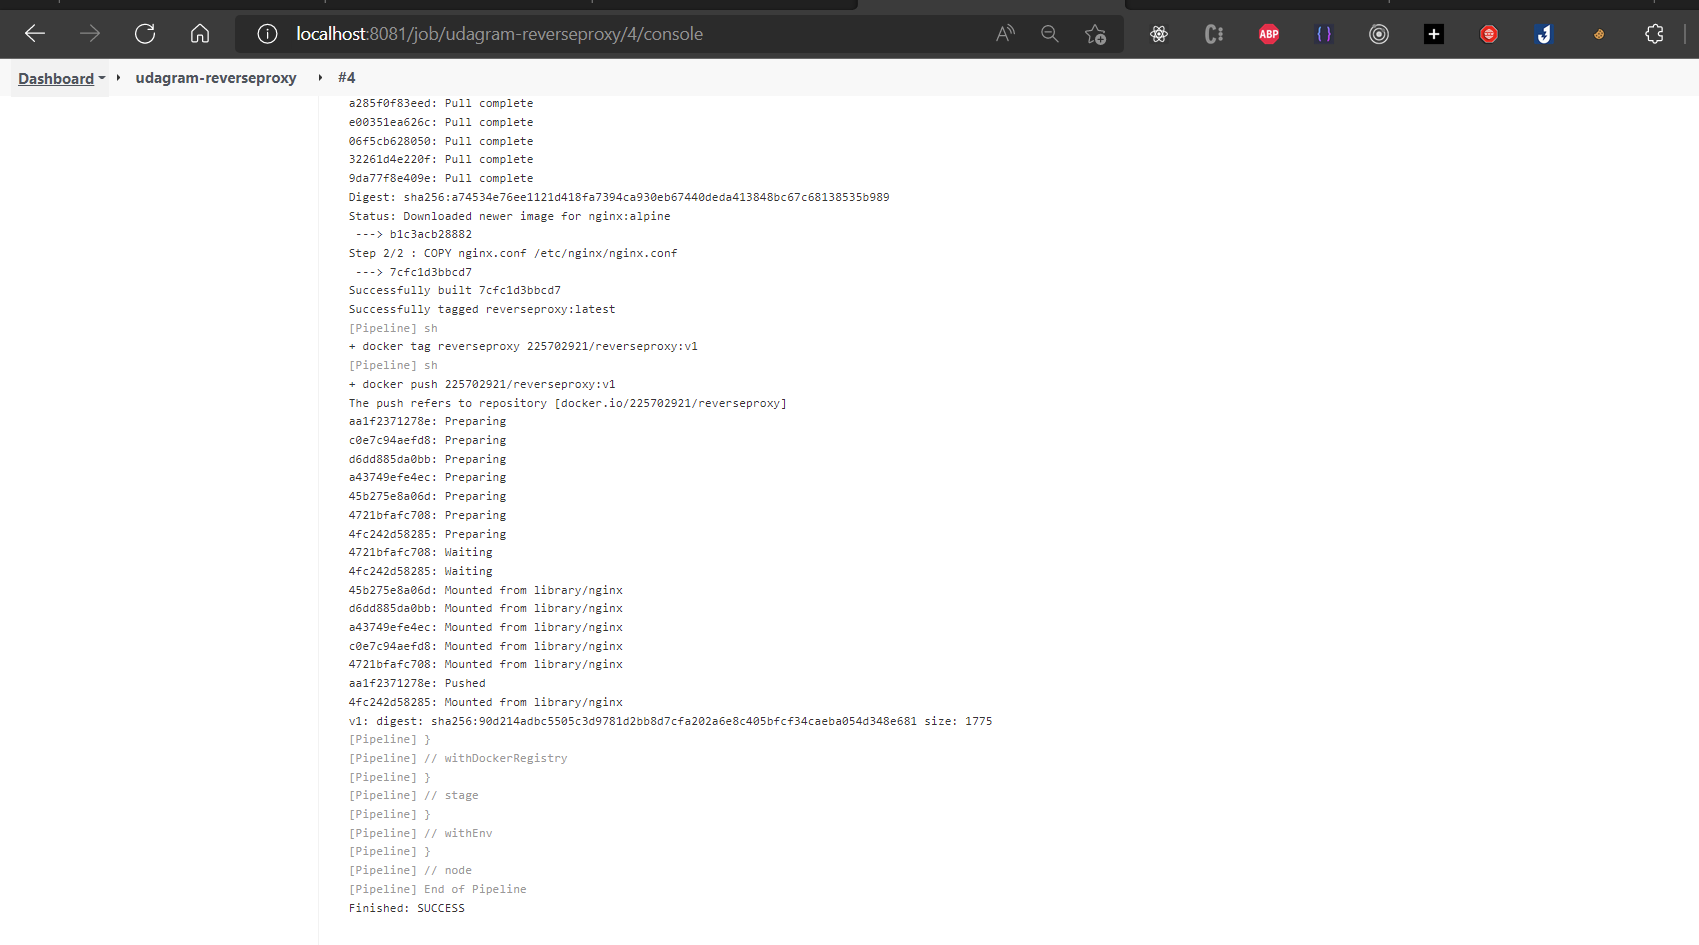 localhost:8081/job/udagram-reverseproxy/4/console
ABP
Dashboard udagram-reverseproxy #4
a285f0f83eed: Pull complete
e00351ea626c: Pull complete
06f5cb628050: Pull complete
32261d4e220f: Pull complete
9da77f8e409e: Pull complete
Digest: sha256:a74534e76ee1121d418fa7394ca930eb67440deda413848bc67c68138535b989
Status: Downloaded newer image for nginx:alpine
---> b1c3acb28882
Step 2/2 : COPY nginx.conf /etc/nginx/nginx.conf
---> 7cfc1d3bbcd7
Successfully built 7cfc1d3bbcd7
Successfully tagged reverseproxy:latest
[Pipeline] sh
+ docker tag reverseproxy 225702921/reverseproxy:v1
[Pipeline] sh
+ docker push 225702921/reverseproxy:v1
The push refers to repository [docker.io/225702921/reverseproxy]
aa1f2371278e: Preparing
c0e7c94aefd8: Preparing
d6dd885da0bb: Preparing
a43749efe4ec: Preparing
45b275e8a06d: Preparing
4721bfafc708: Preparing
4fc242d58285: Preparing
4721bfafc708: Waiting
4fc242d58285: Waiting
45b275e8a06d: Mounted from library/nginx
d6dd885da0bb: Mounted from library/nginx
a43749efe4ec: Mounted from library/nginx
c0e7c94aefd8: Mounted from library/nginx
4721bfafc708: Mounted from library/nginx
aa1f2371278e: Pushed
4fc242d58285: Mounted from library/nginx
v1: digest: sha256:90d214adbc5505c3d9781d2bb8d7cfa202a6e8c405bfcf34caeba054d348e681 size: 1775
[Pipeline] }
[Pipeline] // withDockerRegistry
[Pipeline] }
[Pipeline] // stage
[Pipeline] }
[Pipeline] // withEnv
[Pipeline] }
[Pipeline] // node
[Pipeline] End of Pipeline
Finished: SUCCESS